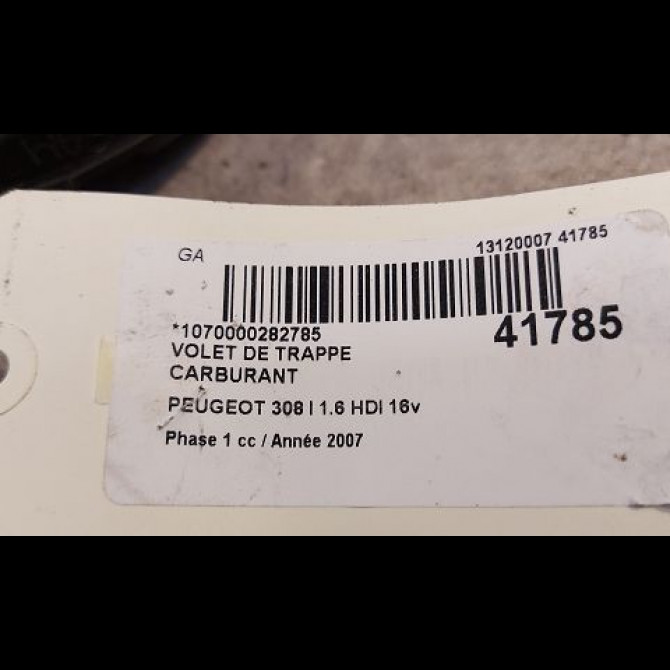 GA
13120007 41785
*1070000282785
41785
VOLET DE TRAPPE
CARBURANT
PEUGEOT 308 I 1.6 HDI 16v
Phase 1 cc / Année 2007